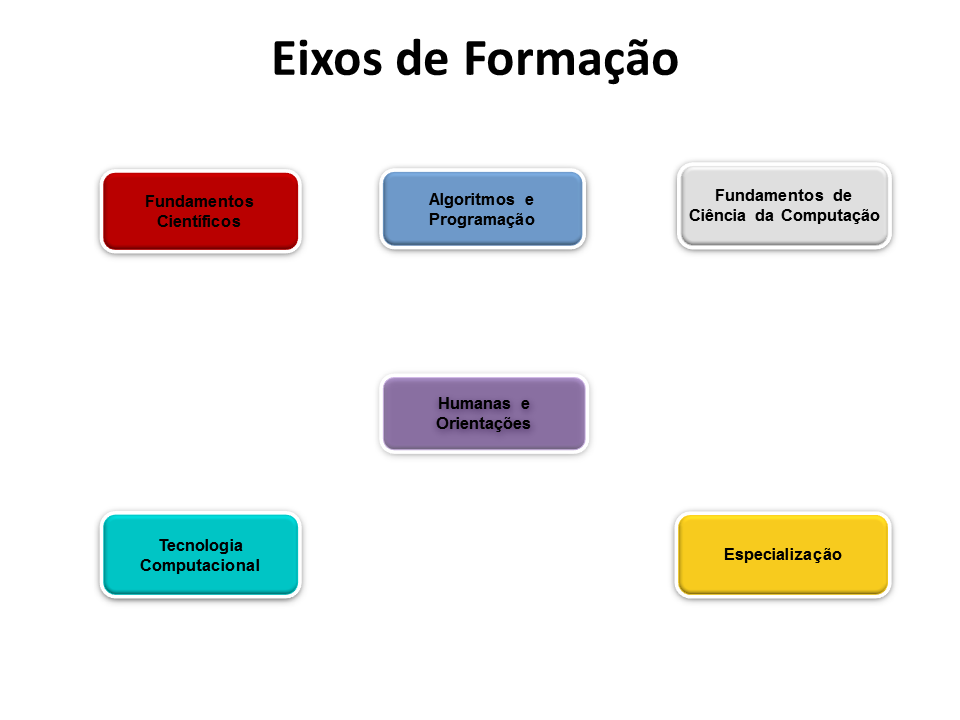 Eixos de Formação
Fundamentos
Científicos
Algoritmos e
Programação
Fundamentos de
Ciência da Computação
Humanas e
Orientações
Tecnologia
Computacional
Especialização